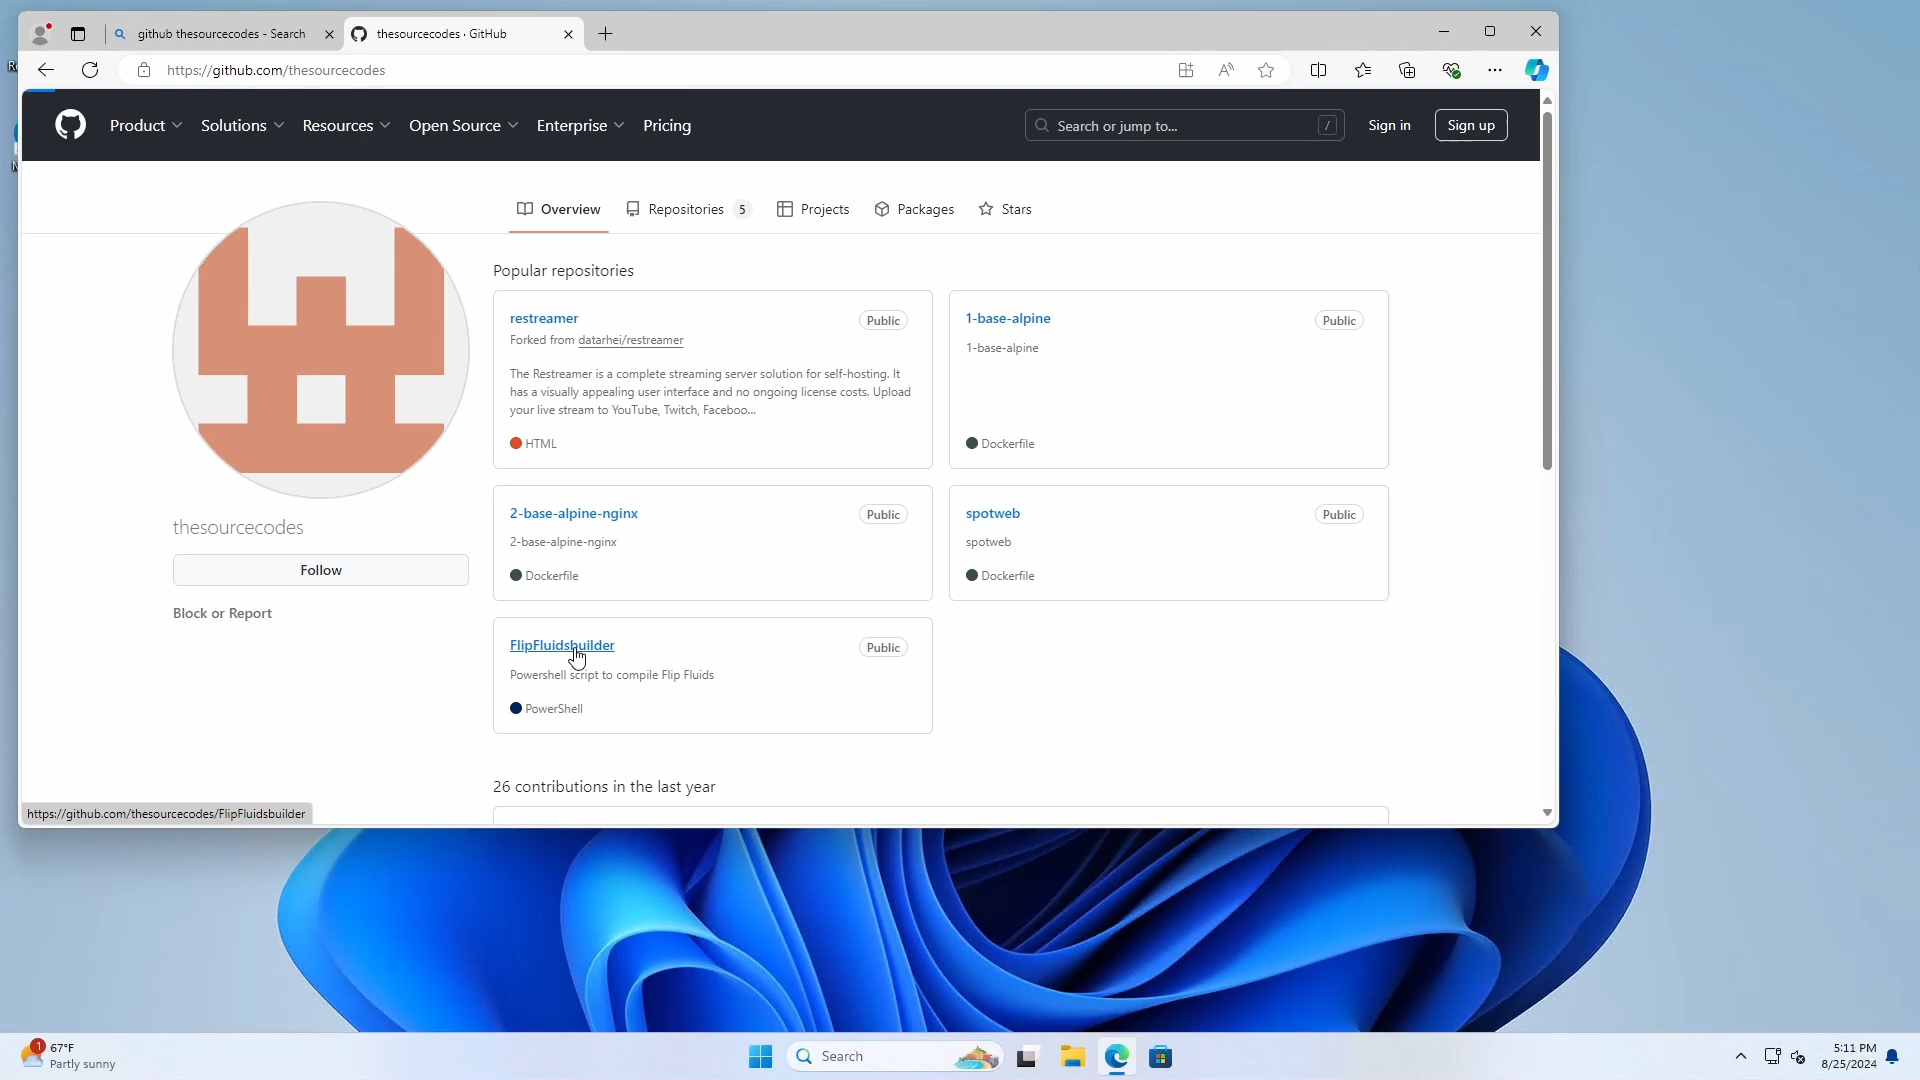 github thesourcecodes - Search
thesourcecodes · GitHub
https://github.com/thesourcecodes
Product
Solutions
Resources
Open Source
Enterprise
Pricing
Search or jump to...
/
Sign in
Sign up
Overview
Repositories 5
Projects
Packages
Stars
Popular repositories
restreamer
Public
Forked from datarhei/restreamer
The Restreamer is a complete streaming server solution for self-hosting. It
has a visually appealing user interface and no ongoing license costs. Upload
your live stream to YouTube, Twitch, Faceboo...
HTML
1-base-alpine
Public
1-base-alpine
Dockerfile
2-base-alpine-nginx
Public
2-base-alpine-nginx
Dockerfile
spotweb
Public
spotweb
Dockerfile
thesourcecodes
Follow
Block or Report
FlipFluidsbuilder
Public
Powershell script to compile Flip Fluids
PowerShell
26 contributions in the last year
https://github.com/thesourcecodes/FlipFluidsbuilder
1
67°F
Partly sunny
Search
5:11 PM
8/25/2024